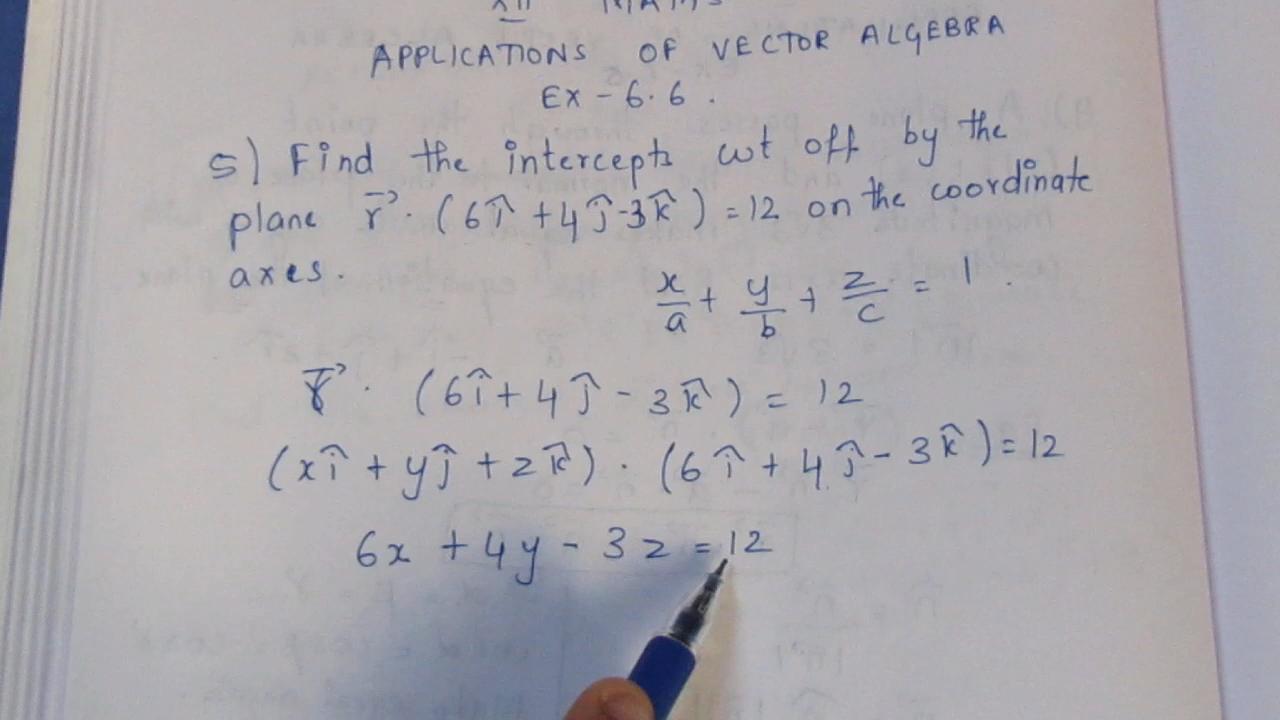 APPLICATIONS OF VECTOR ALGEBRA
Ex - 6.6.
5) Find the intercepts cut off by the
plane r⃗ · (6î + 4ĵ - 3k̂) = 12 on the coordinate
axes.
x/a + y/b + z/c = 1.
r⃗ · (6î + 4ĵ - 3k̂) = 12
(xî + yĵ + zk̂) · (6î + 4ĵ - 3k̂) = 12
6x + 4y - 3z = 12